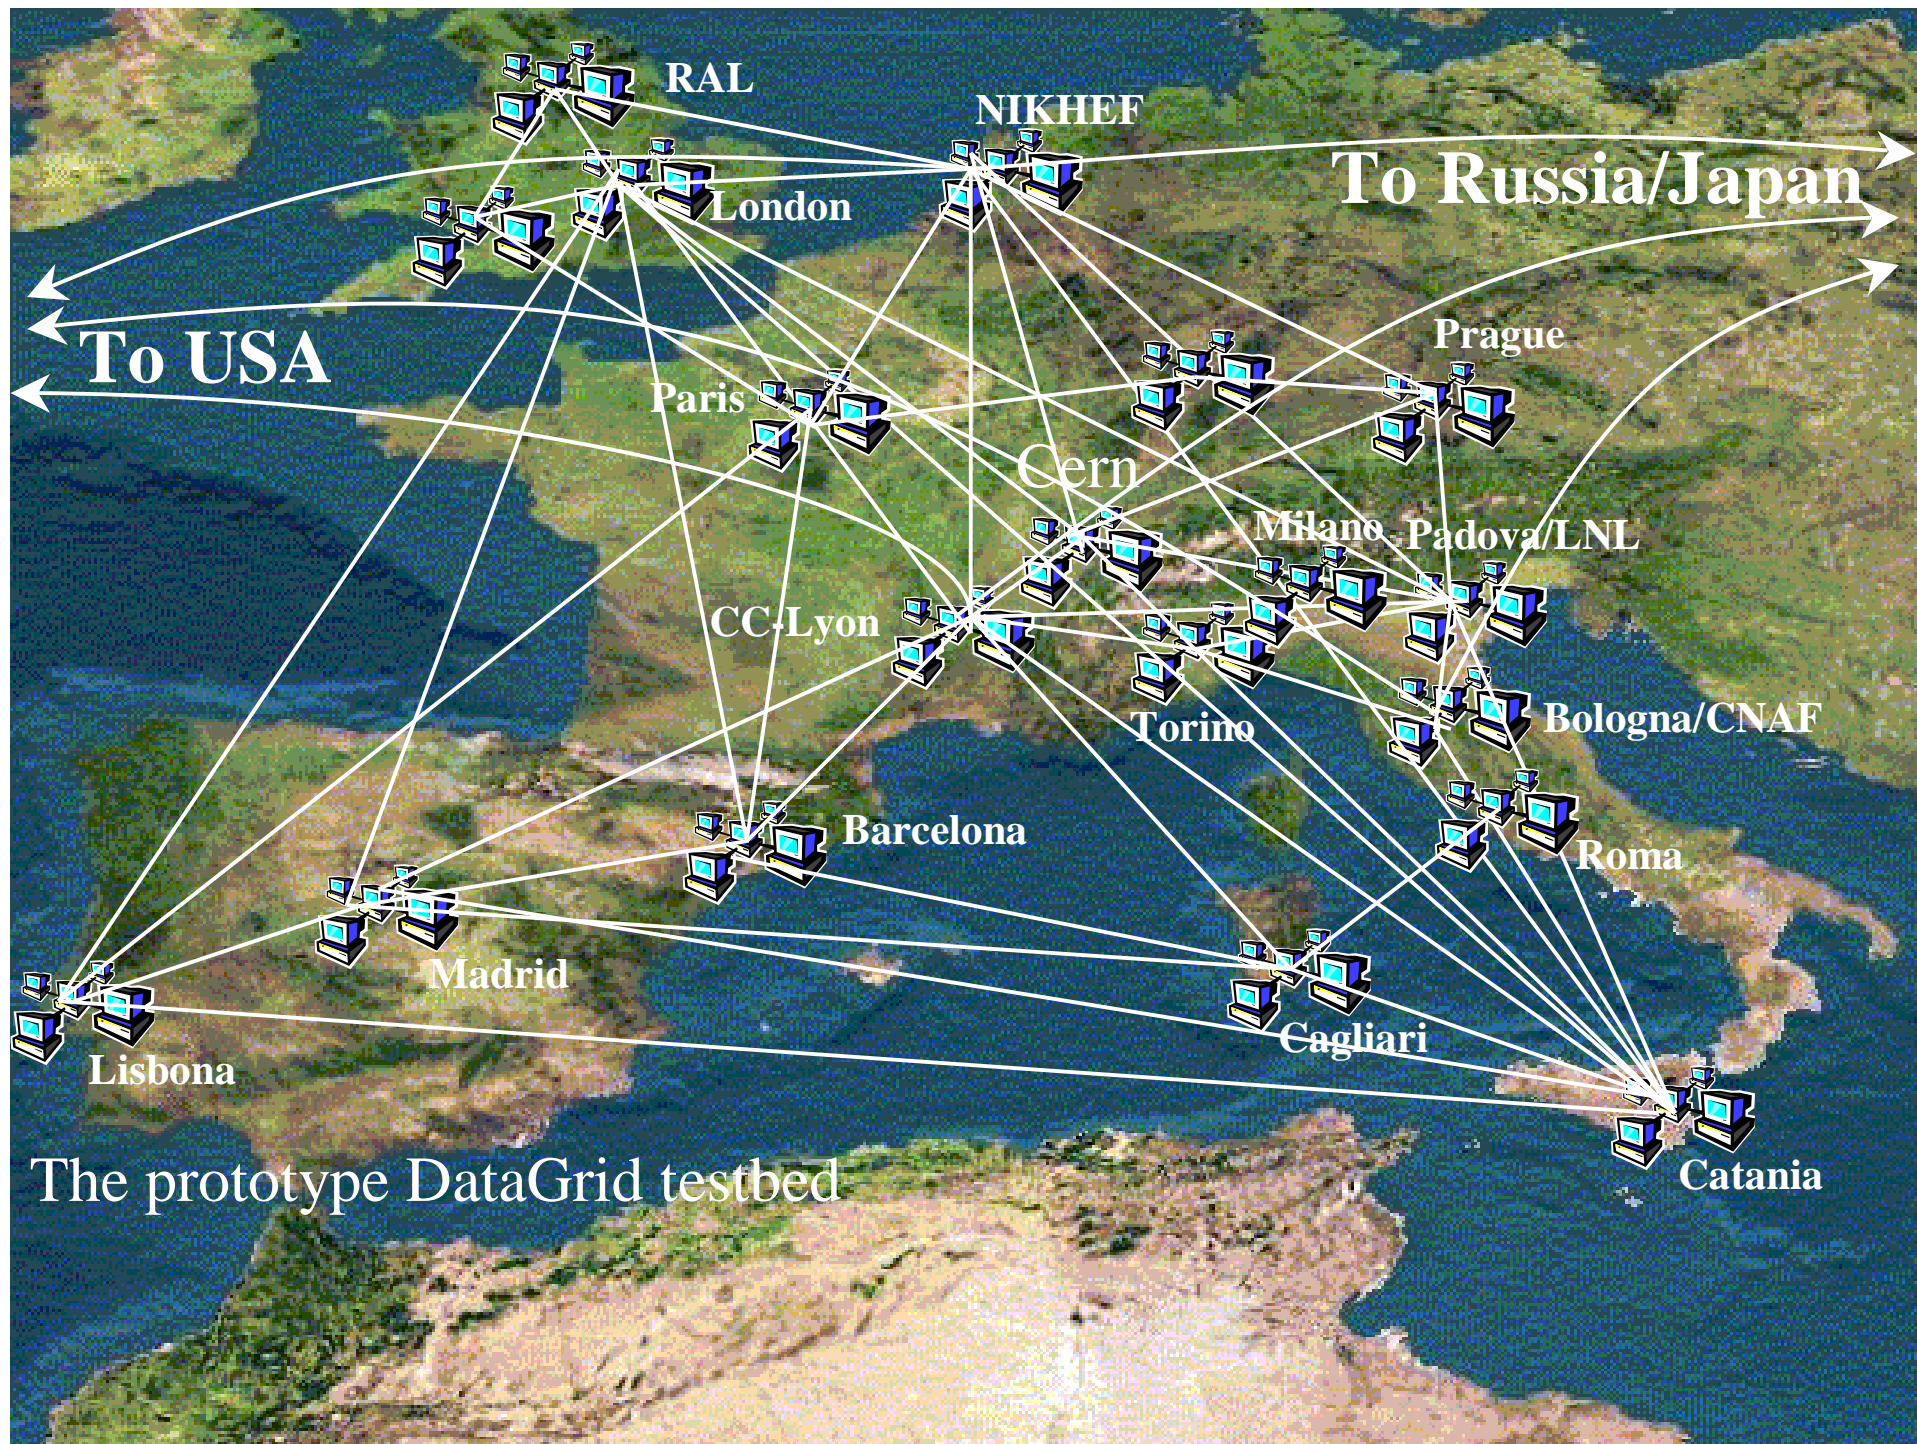 RAL
NIKHEF
To Russia/Japan
London
Prague
To USA
Paris
Cern
Milano
Padova/LNL
CC-Lyon
Torino
Bologna/CNAF
Barcelona
Roma
Madrid
Cagliari
Lisbona
The prototype DataGrid testbed
Catania